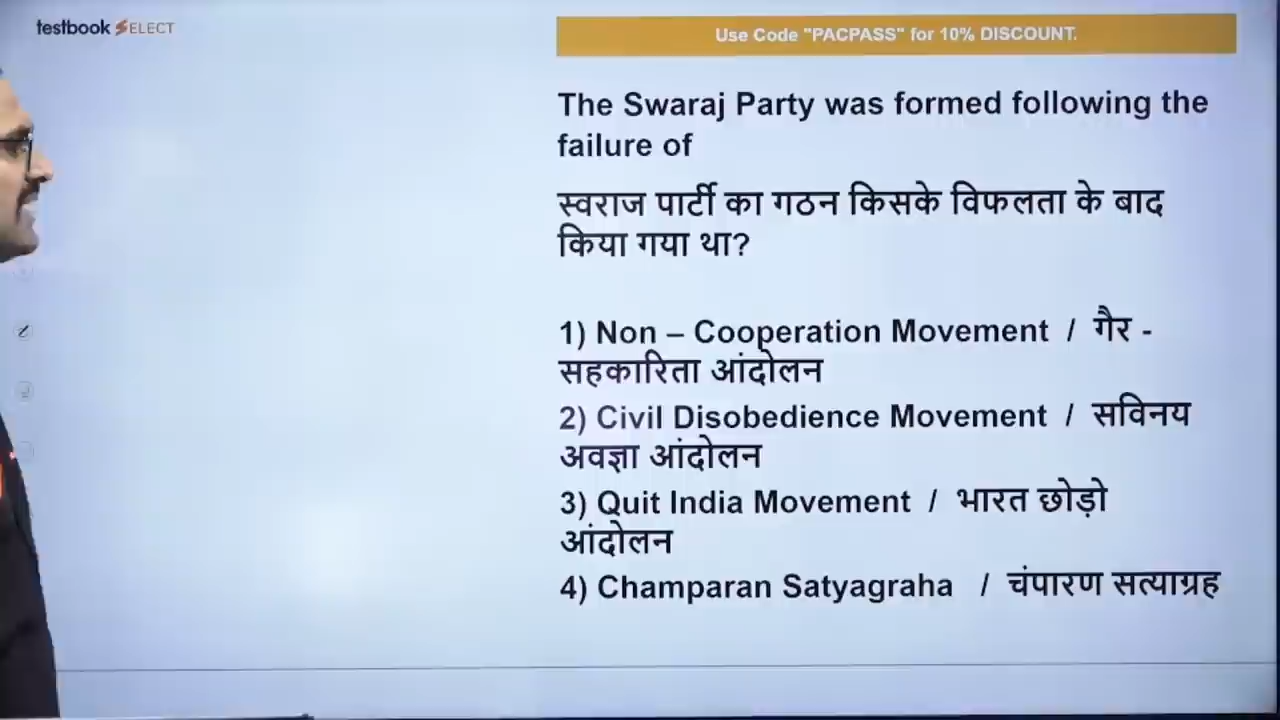 testbook SELECT
Use Code "PACPASS" for 10% DISCOUNT.
The Swaraj Party was formed following the
failure of
स्वराज पार्टी का गठन किसके विफलता के बाद
किया गया था?
1) Non – Cooperation Movement / गैर -
सहकारिता आंदोलन
2) Civil Disobedience Movement / सविनय
अवज्ञा आंदोलन
3) Quit India Movement / भारत छोड़ो
आंदोलन
4) Champaran Satyagraha / चंपारण सत्याग्रह